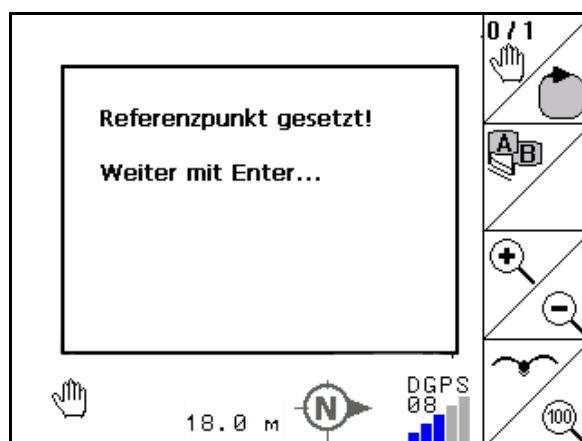 0/1
Referenzpunkt gesetzt!
Weiter mit Enter...
A B
100
18.0 м
N
DGPS
08